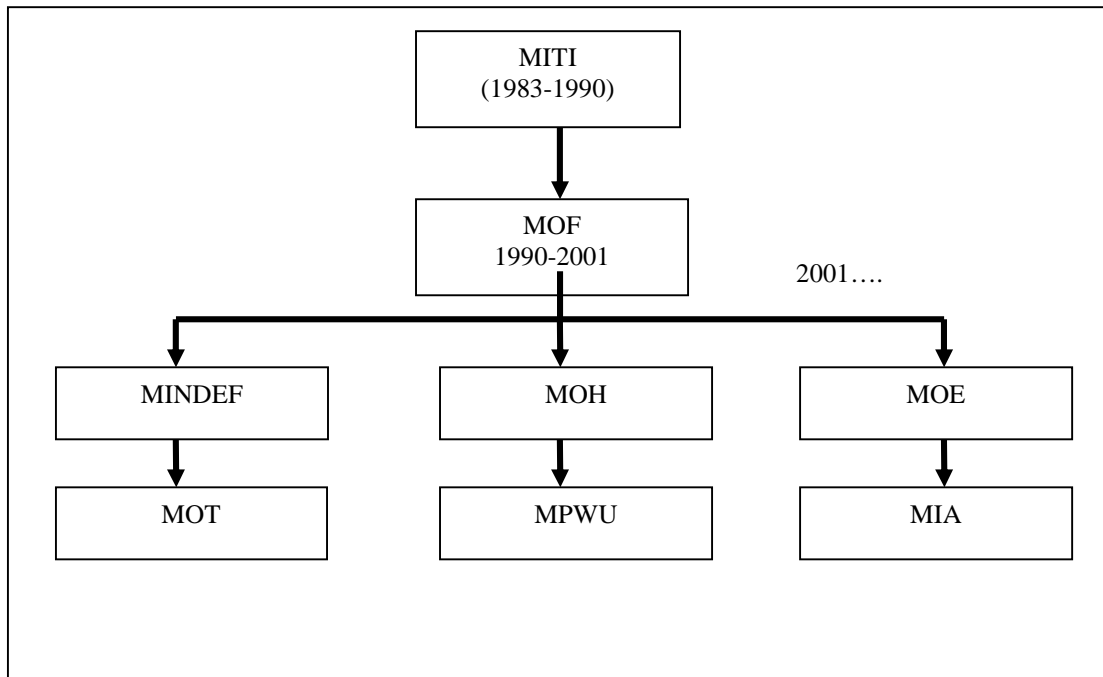 MITI
(1983-1990)
MOF
1990-2001
2001….
MINDEF
MOH
MOE
MOT
MPWU
MIA